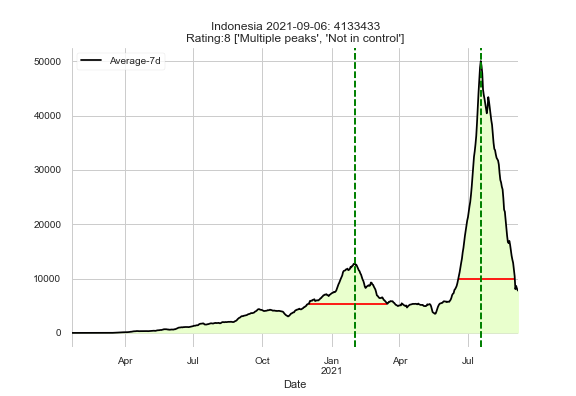 Indonesia 2021-09-06: 4133433
Rating:8 ['Multiple peaks', 'Not in control']
Average-7d
50000
40000
30000
20000
10000
0
Apr Jul Oct Jan Apr Jul
2021
Date